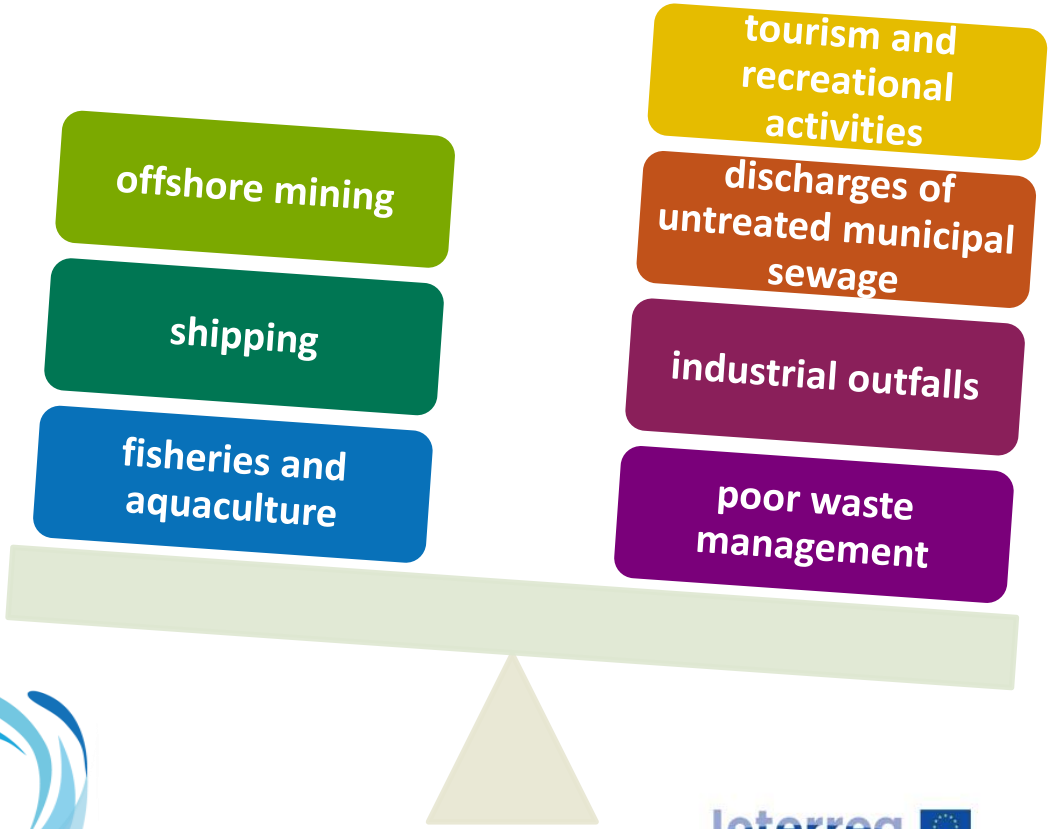 offshore mining
shipping
fisheries and
aquaculture
tourism and
recreational
activities
discharges of
untreated municipal
sewage
industrial outfalls
poor waste
management
Interreg